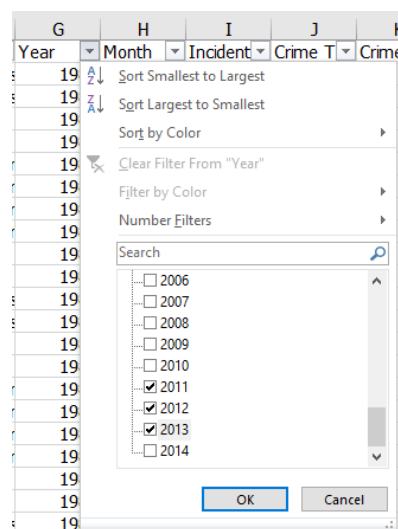 G H I J
Year Month Incident Crime T Crime
19 Sort Smallest to Largest
19 Sort Largest to Smallest
19
19 Sort by Color
19 Clear Filter From "Year"
19 Filter by Color
19
19 Number Filters
19 Search
19 2006
19 2007
19 2008
19 2009
19 2010
19 2011
19 2012
19 2013
19 2014
19
19 OK Cancel
19